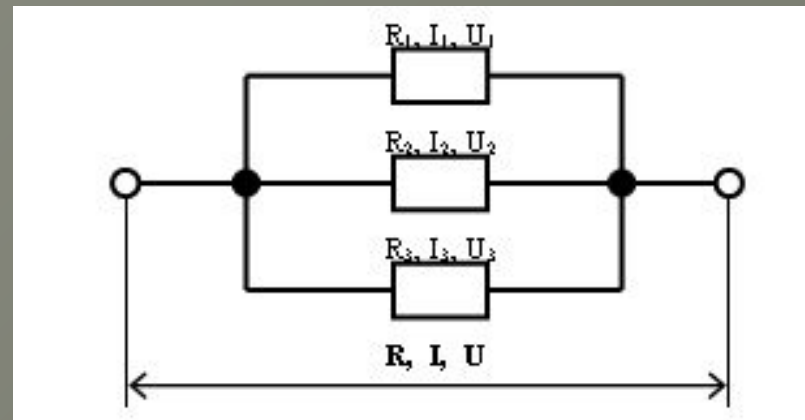 R₁, I₁, U₁
R₂, I₂, U₂
R₃, I₃, U₃
R, I, U